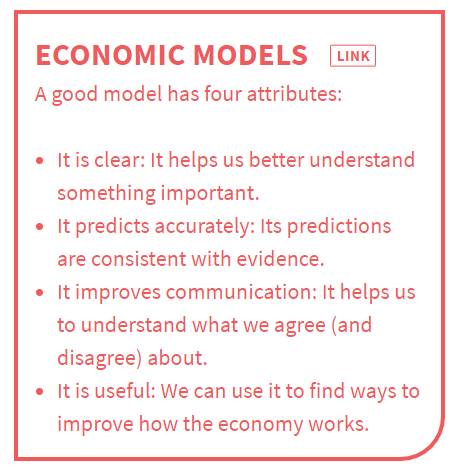 ECONOMIC MODELS LINK
A good model has four attributes:
• It is clear: It helps us better understand
something important.
• It predicts accurately: Its predictions
are consistent with evidence.
• It improves communication: It helps us
to understand what we agree (and
disagree) about.
• It is useful: We can use it to find ways to
improve how the economy works.